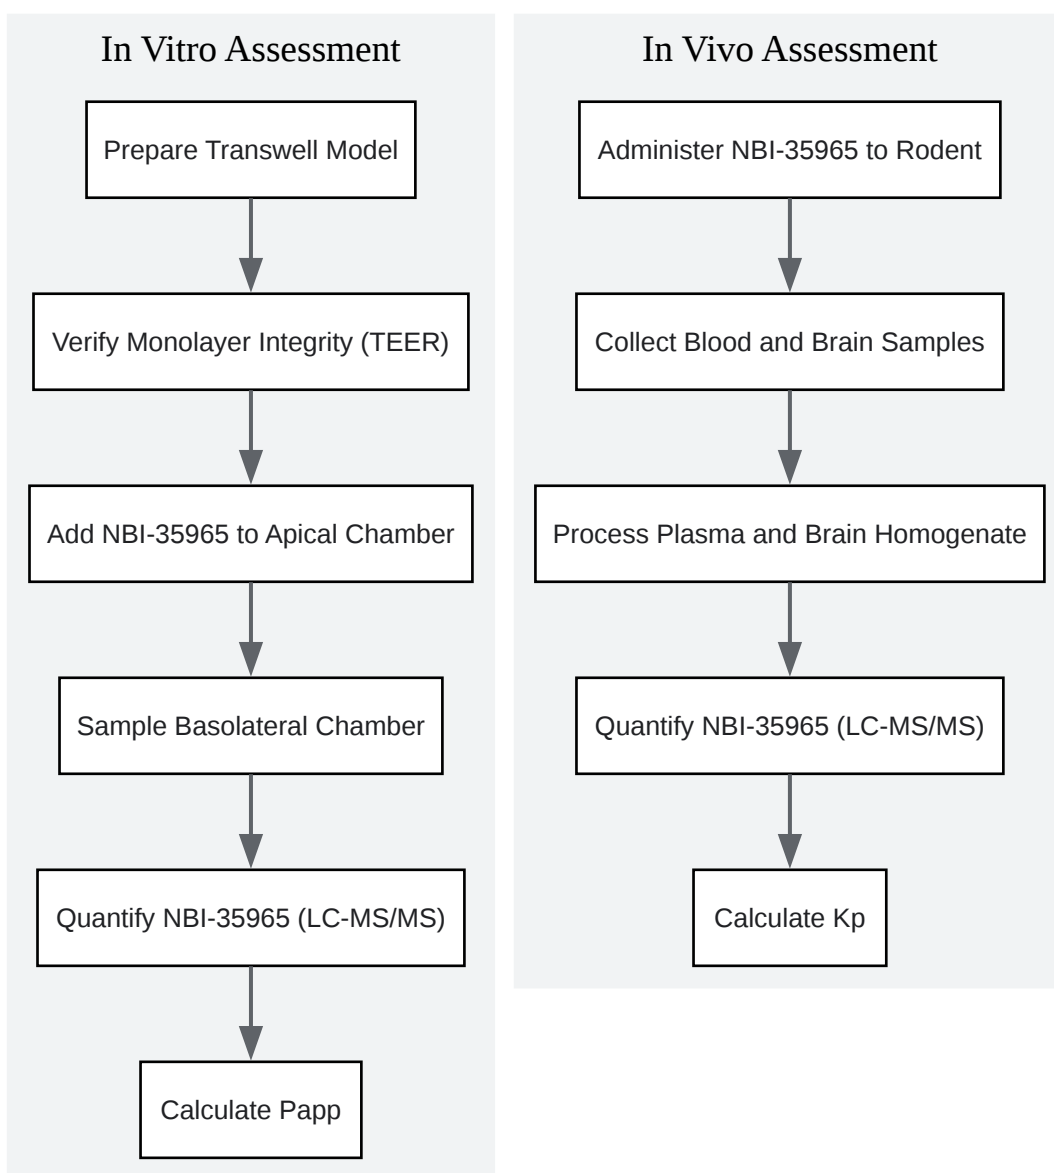 In Vitro Assessment
Prepare Transwell Model
Verify Monolayer Integrity (TEER)
Add NBI-35965 to Apical Chamber
Sample Basolateral Chamber
Quantify NBI-35965 (LC-MS/MS)
Calculate Papp
In Vivo Assessment
Administer NBI-35965 to Rodent
Collect Blood and Brain Samples
Process Plasma and Brain Homogenate
Quantify NBI-35965 (LC-MS/MS)
Calculate Kp